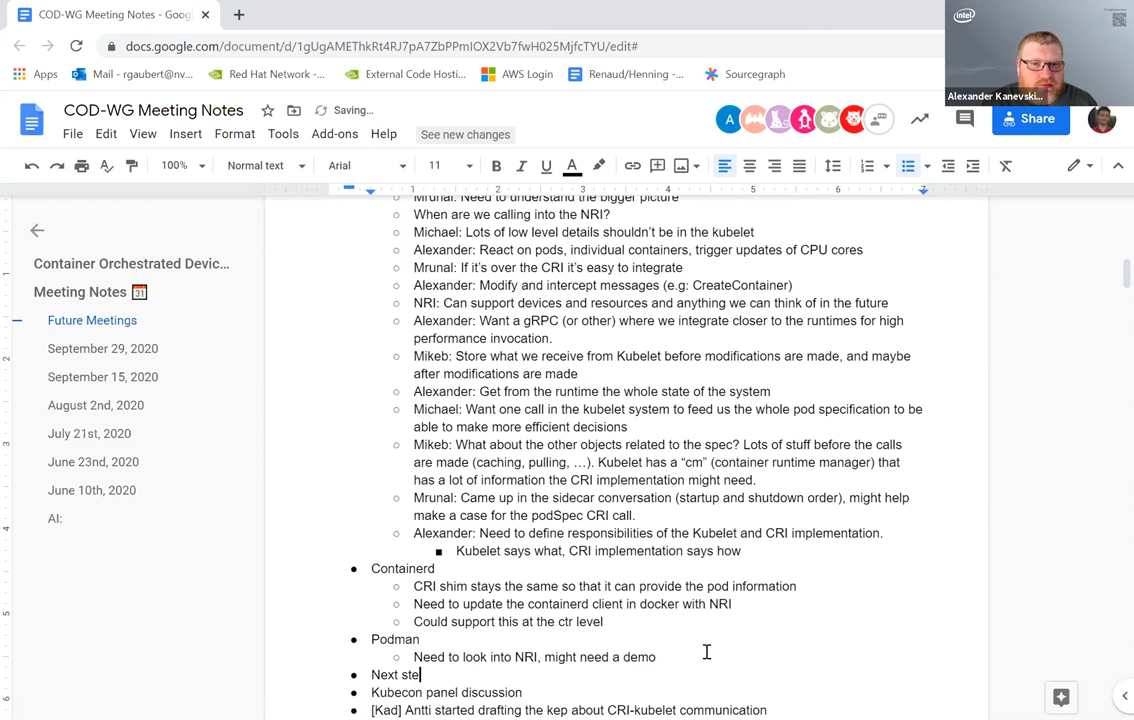 COD-WG Meeting Notes - Goog
docs.google.com/document/d/1gUgAMEThkRt4RJ7pA7ZbPPmIOX2Vb7fwH025MjfcTYU/edit#
Apps
Mail - rgaubert@nv...
Red Hat Network -...
External Code Hosti...
AWS Login
Renaud/Henning -...
Sourcegraph
intel
Alexander Kanevski...
COD-WG Meeting Notes
Saving...
File Edit View Insert Format Tools Add-ons Help
See new changes
A
Share
100%
Normal text
Arial
11
B I U A
1 2 3 4 5 6 7
Container Orchestrated Devic...
Meeting Notes
Future Meetings
September 29, 2020
September 15, 2020
August 2nd, 2020
July 21st, 2020
June 23nd, 2020
June 10th, 2020
AI:
Mrunal: Need to understand the bigger picture
When are we calling into the NRI?
Michael: Lots of low level details shouldn't be in the kubelet
Alexander: React on pods, individual containers, trigger updates of CPU cores
Mrunal: If it's over the CRI it's easy to integrate
Alexander: Modify and intercept messages (e.g: CreateContainer)
NRI: Can support devices and resources and anything we can think of in the future
Alexander: Want a gRPC (or other) where we integrate closer to the runtimes for high
performance invocation.
Mikeb: Store what we receive from Kubelet before modifications are made, and maybe
after modifications are made
Alexander: Get from the runtime the whole state of the system
Michael: Want one call in the kubelet system to feed us the whole pod specification to be
able to make more efficient decisions
Mikeb: What about the other objects related to the spec? Lots of stuff before the calls
are made (caching, pulling, …). Kubelet has a “cm” (container runtime manager) that
has a lot of information the CRI implementation might need.
Mrunal: Came up in the sidecar conversation (startup and shutdown order), might help
make a case for the podSpec CRI call.
Alexander: Need to define responsibilities of the Kubelet and CRI implementation.
Kubelet says what, CRI implementation says how
Containerd
CRI shim stays the same so that it can provide the pod information
Need to update the containerd client in docker with NRI
Could support this at the ctr level
Podman
Need to look into NRI, might need a demo
Next ste
Kubecon panel discussion
[Kad] Antti started drafting the kep about CRI-kubelet communication